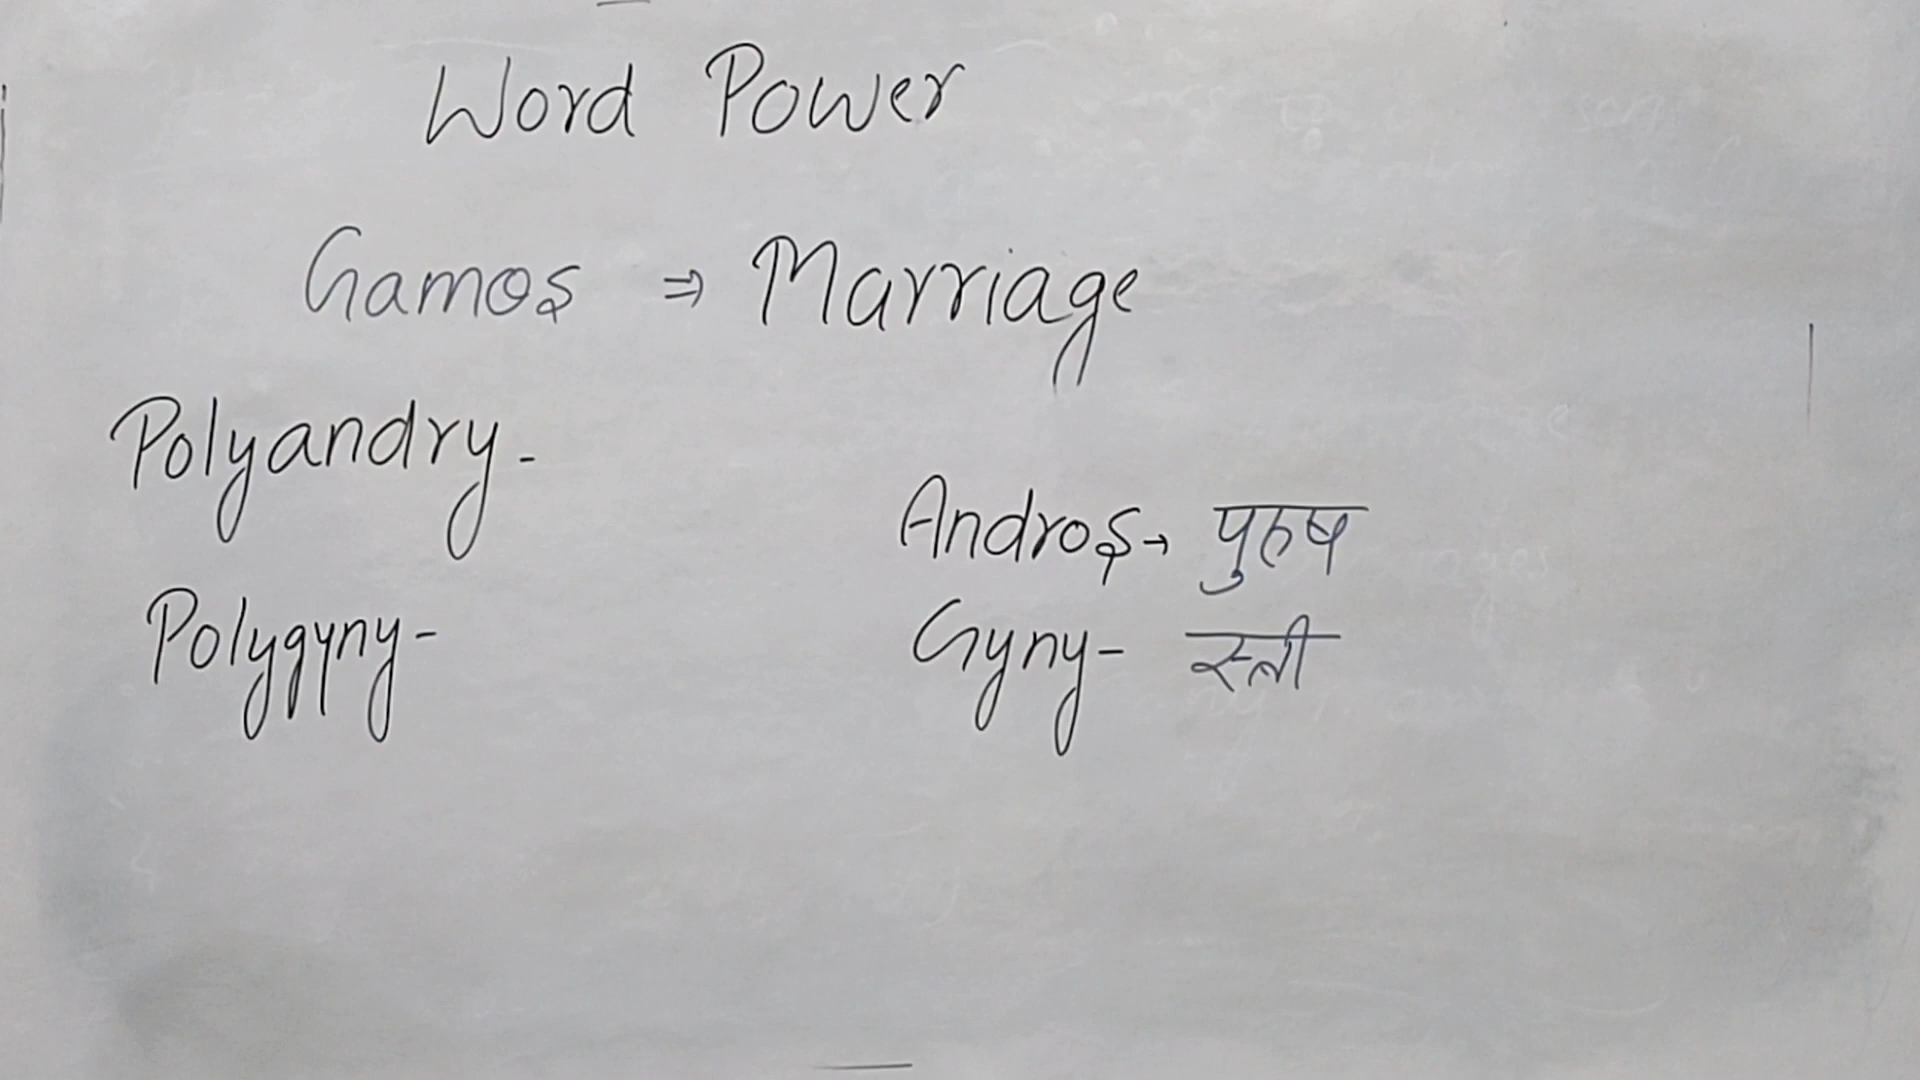 Word Power
Gamos ⇒ Marriage
Polyandry-
Andros → पुरुष
Polygyny-
Gyny- स्त्री